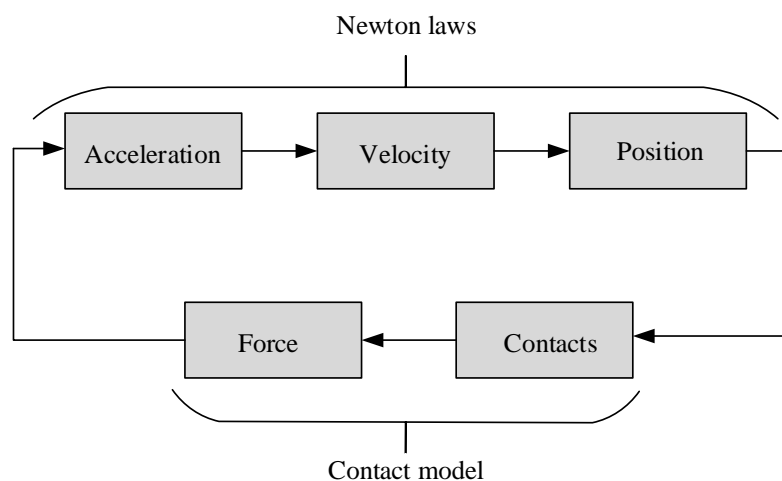 Newton laws
Acceleration
Velocity
Position
Force
Contacts
Contact model